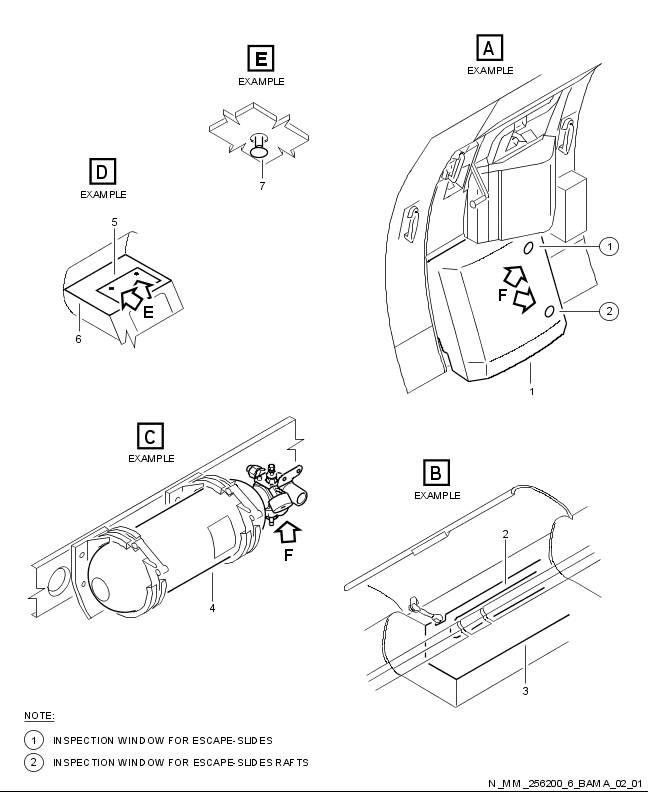 E
EXAMPLE
7
A
EXAMPLE
1
F
2
1
D
EXAMPLE
5
E
6
C
EXAMPLE
F
4
B
EXAMPLE
2
3
NOTE:
1 INSPECTION WINDOW FOR ESCAPE-SLIDES
2 INSPECTION WINDOW FOR ESCAPE-SLIDES RAFTS
N_MM_256200_6_BAMA_02_01